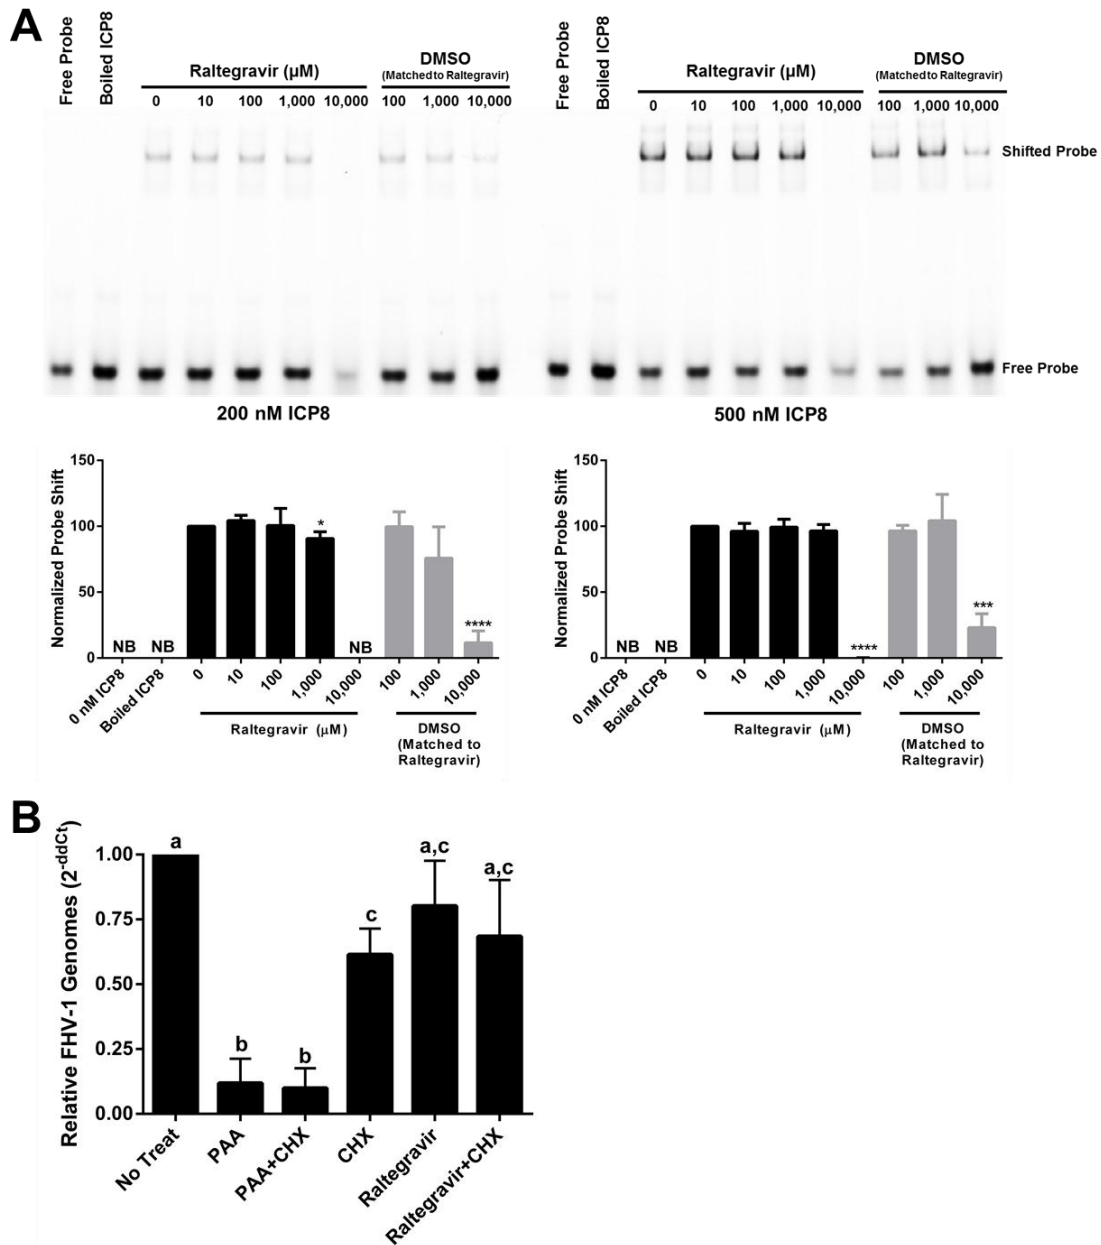 A
Free Probe
Boiled ICP8
Raltegravir (µM)
0 10 100 1,000 10,000
DMSO
(Matched to Raltegravir)
100 1,000 10,000
Free Probe
Boiled ICP8
Raltegravir (µM)
0 10 100 1,000 10,000
DMSO
(Matched to Raltegravir)
100 1,000 10,000
Shifted Probe
Free Probe
200 nM ICP8
500 nM ICP8
Normalized Probe Shift
150
100
50
0
NB NB * NB ****
0 nM ICP8
Boiled ICP8
0
10
100
1,000
10,000
100
1,000
10,000
Raltegravir (µM)
DMSO
(Matched to
Raltegravir)
Normalized Probe Shift
150
100
50
0
NB NB **** ***
0 nM ICP8
Boiled ICP8
0
10
100
1,000
10,000
100
1,000
10,000
Raltegravir (µM)
DMSO
(Matched to
Raltegravir)
B
Relative FHV-1 Genomes (2-ddCt)
1.00
0.75
0.50
0.25
0.00
a b b c a,c a,c
No Treat
PAA
PAA+CHX
CHX
Raltegravir
Raltegravir+CHX